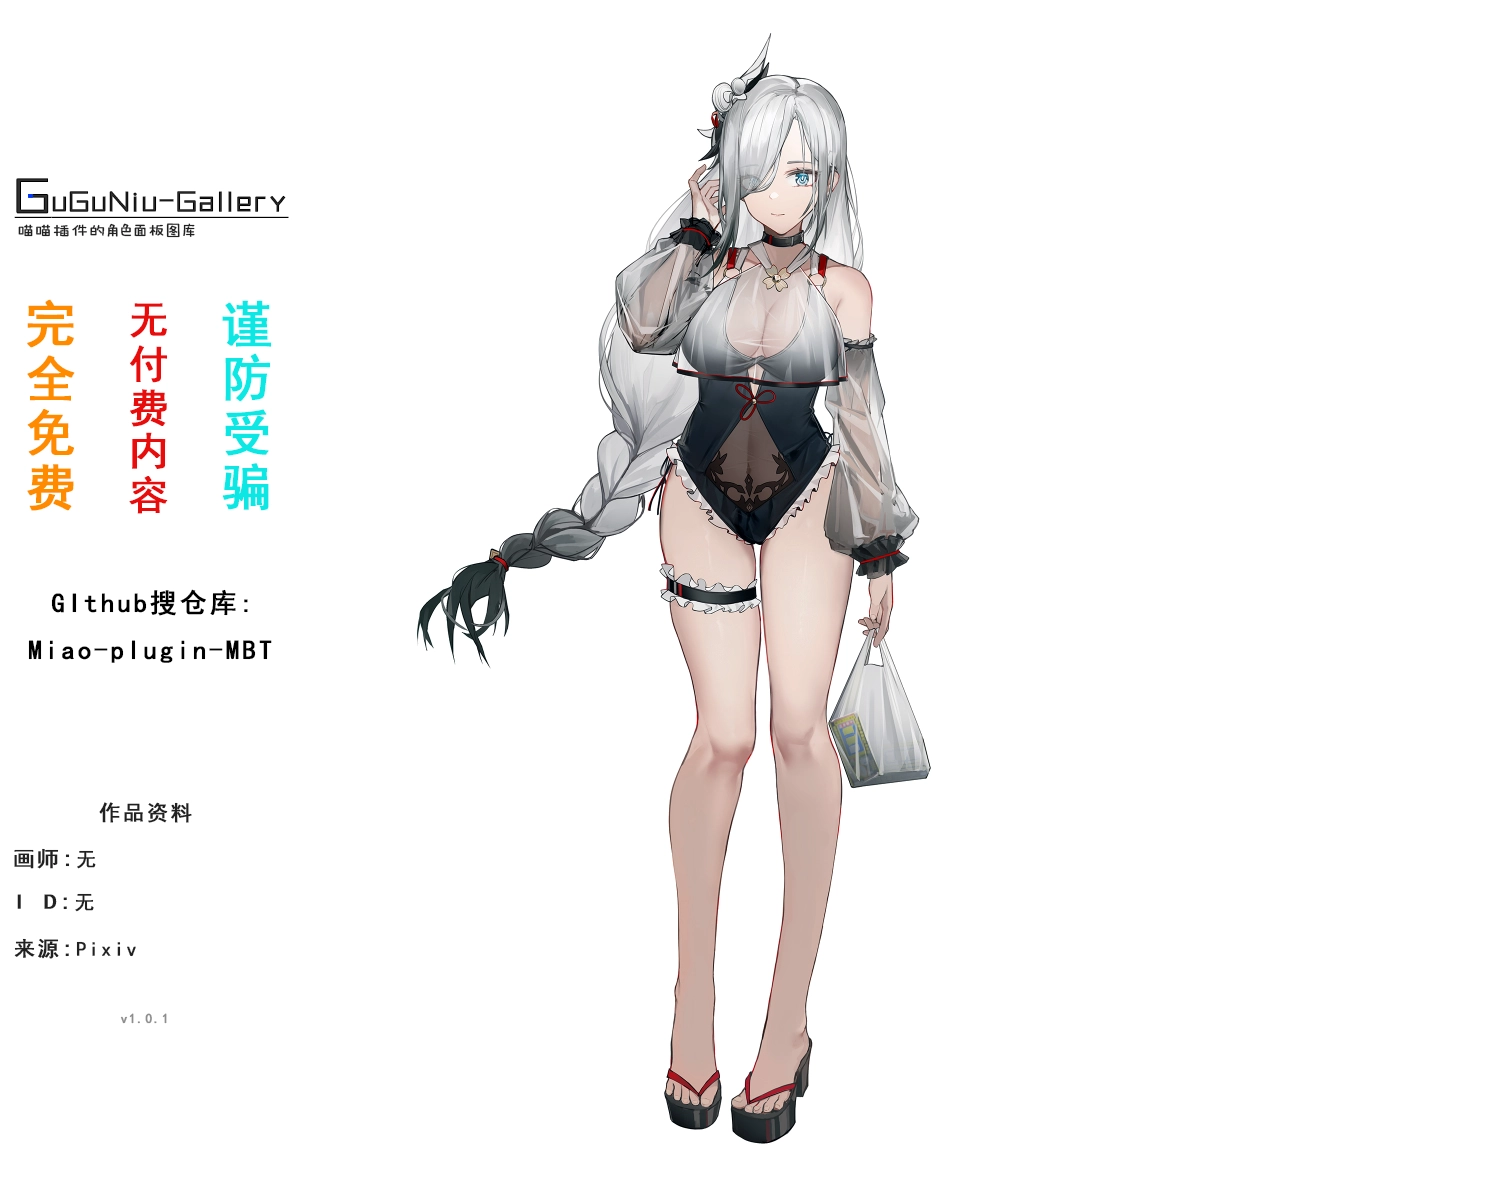 GuGuNiu-Gallery
喵喵插件的角色面板图库
完全免费
无付费内容
谨防受骗
GIthub搜仓库:
Miao-plugin-MBT
作品资料
画师:无
I D:无
来源:Pixiv
v1.0.1